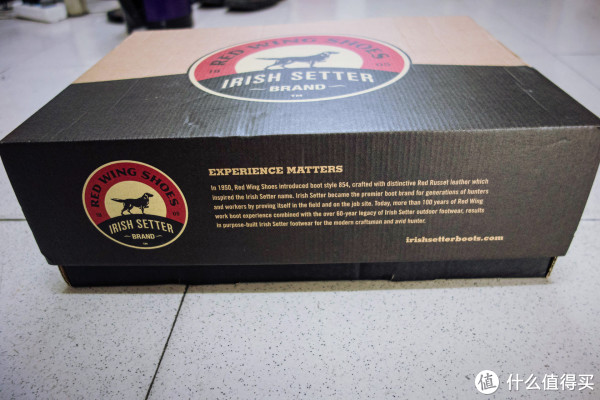 RED WING SHOES
IRISH SETTER
BRAND
RED WING SHOES
IRISH SETTER
BRAND
EXPERIENCE MATTERS
In 1950, Red Wing Shoes introduced boot style 854, crafted with distinctive Red Russet leather which
inspired the Irish Setter name. Irish Setter became the premier boot brand for generations of hunters
and workers by proving itself in the field and on the job site. Today, more than 100 years of Red Wing
work boot experience combined with the over 60-year legacy of Irish Setter outdoor footwear, results
in purpose-built Irish Setter footwear for the modern craftsman and avid hunter.
irishsetterboots.com
值 什么值得买